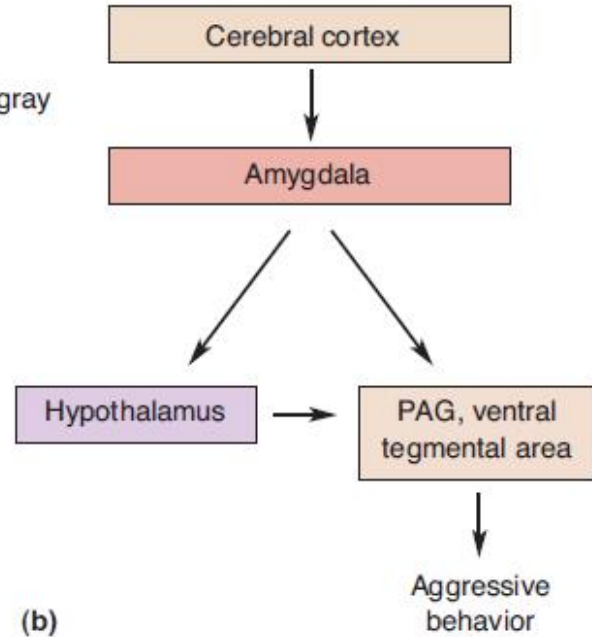 Cerebral cortex
gray
Amygdala
Hypothalamus
PAG, ventral
tegmental area
Aggressive
behavior
(b)